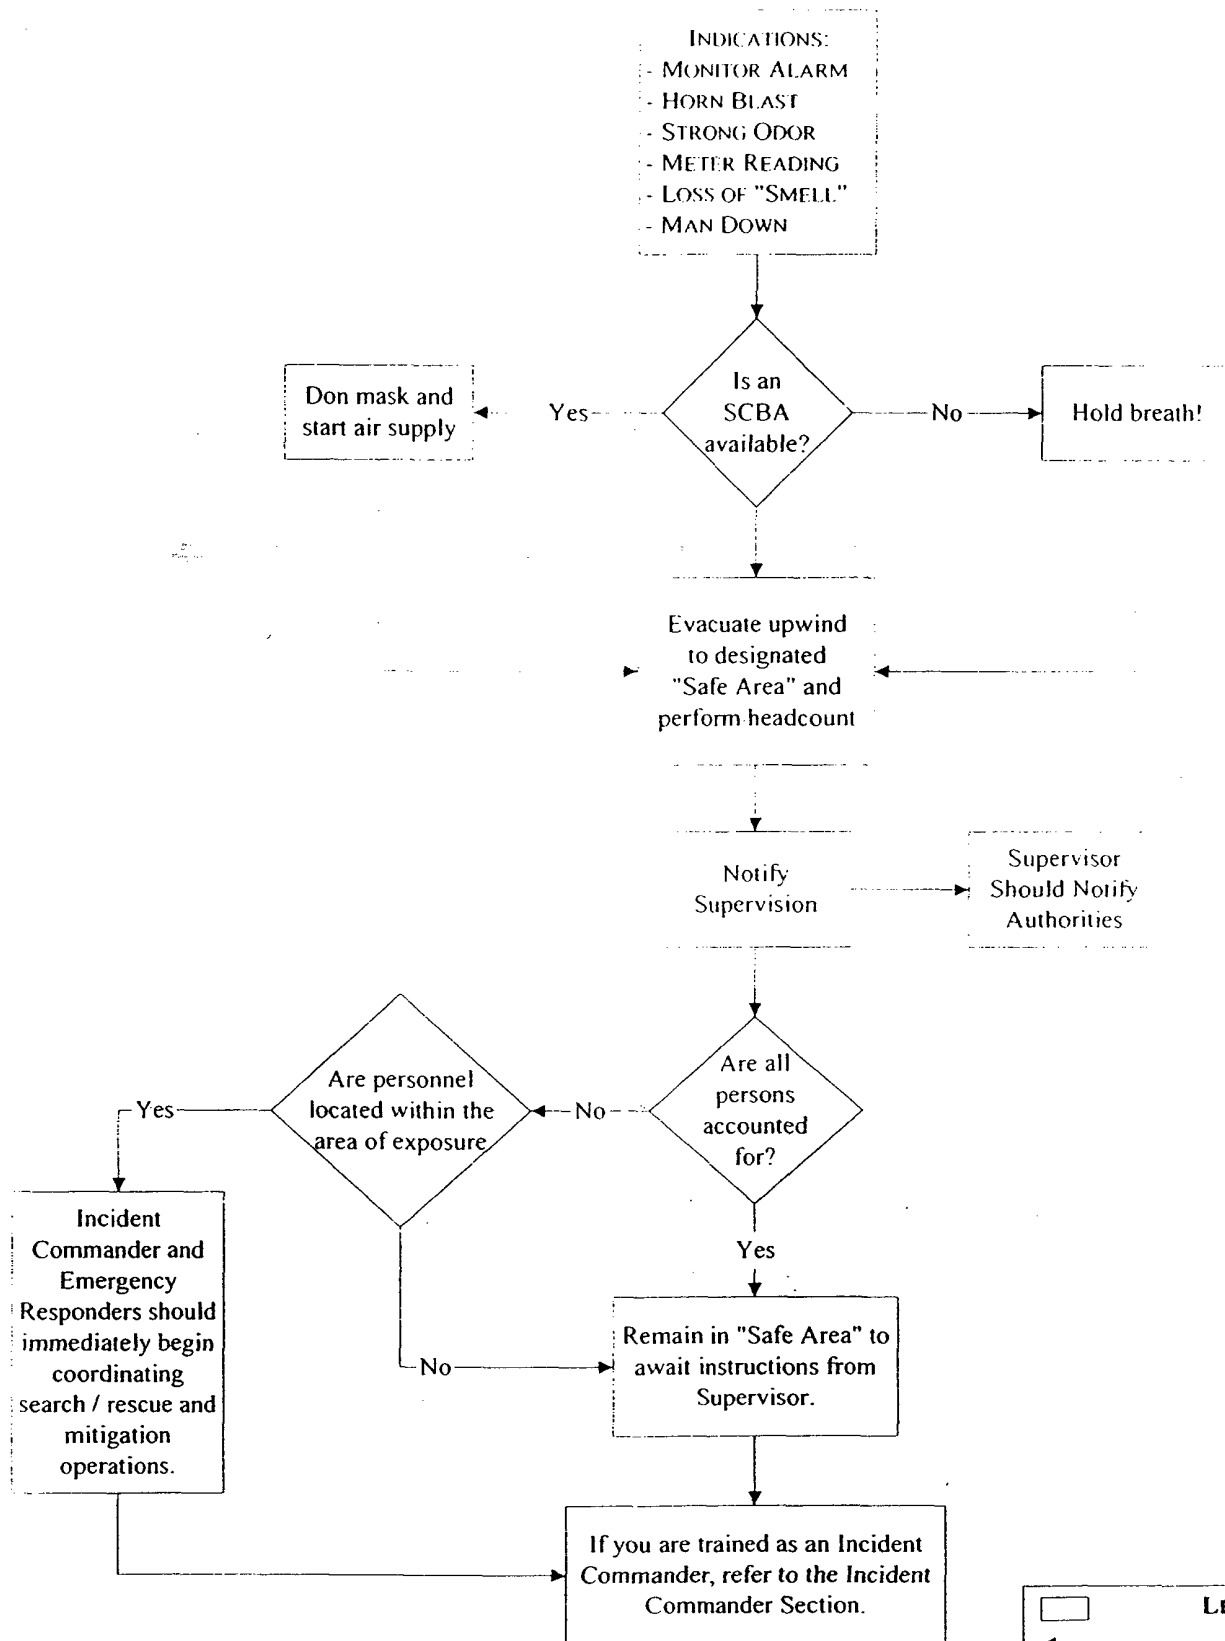 INDICATIONS:
- MONITOR ALARM
- HORN BLAST
- STRONG ODOR
- METER READING
- LOSS OF "SMELL"
- MAN DOWN
Is an
SCBA
available?
Yes
Don mask and
start air supply
No
Hold breath!
Evacuate upwind
to designated
"Safe Area" and
perform headcount
Notify
Supervision
Supervisor
Should Notify
Authorities
Are all
persons
accounted
for?
No
Are personnel
located within the
area of exposure
Yes
Incident
Commander and
Emergency
Responders should
immediately begin
coordinating
search / rescue and
mitigation
operations.
Yes
No
Remain in "Safe Area" to
await instructions from
Supervisor.
If you are trained as an Incident
Commander, refer to the Incident
Commander Section.